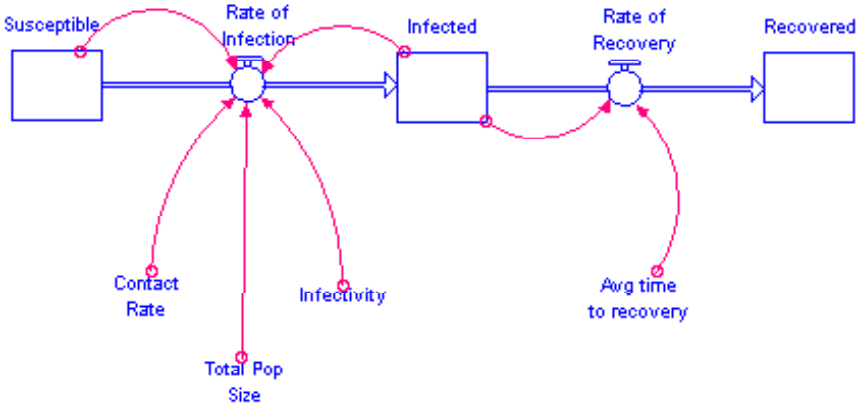 Susceptible
Rate of
Infection
Infected
Rate of
Recovery
Recovered
Contact
Rate
Infectivity
Total Pop
Size
Avg time
to recovery